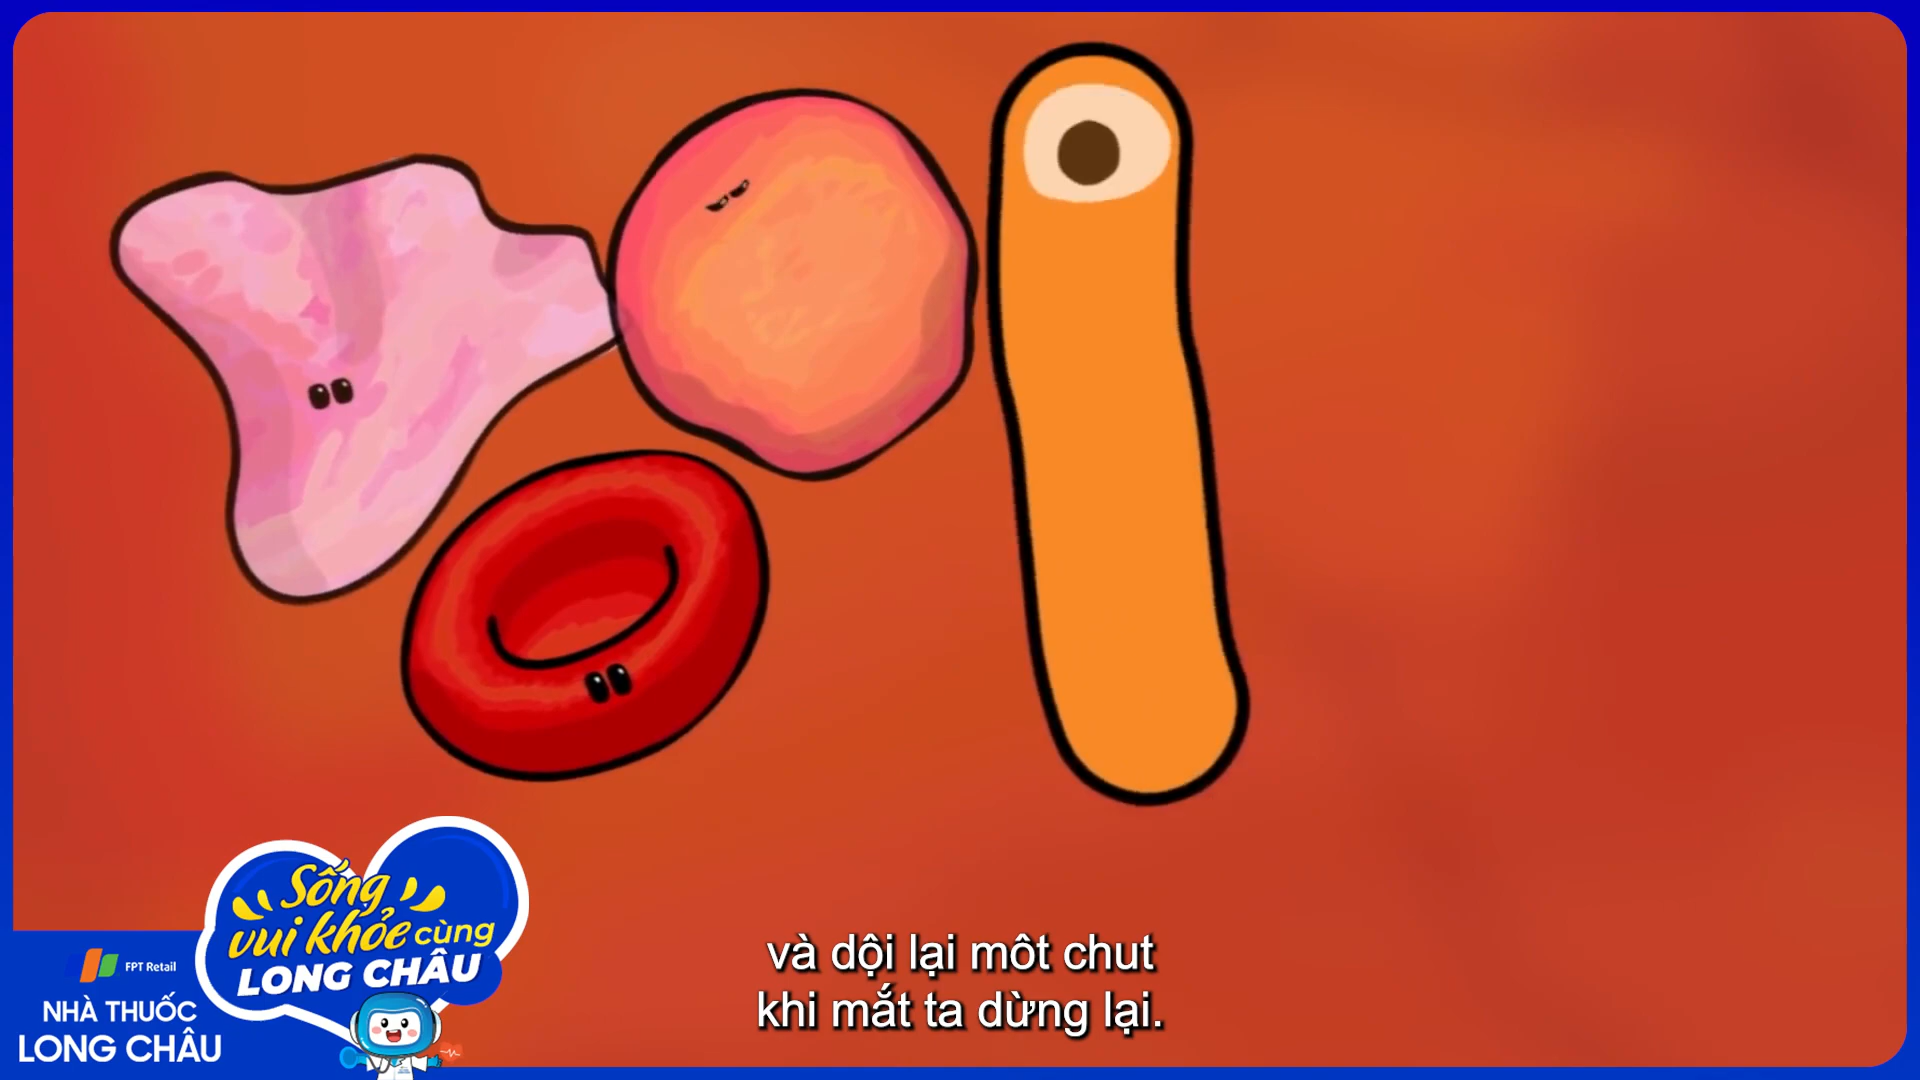 Sống
vui khỏe cùng
LONG CHÂU
FPT Retail
NHÀ THUỐC
LONG CHÂU
và dội lại môt chut
khi mắt ta dừng lại.